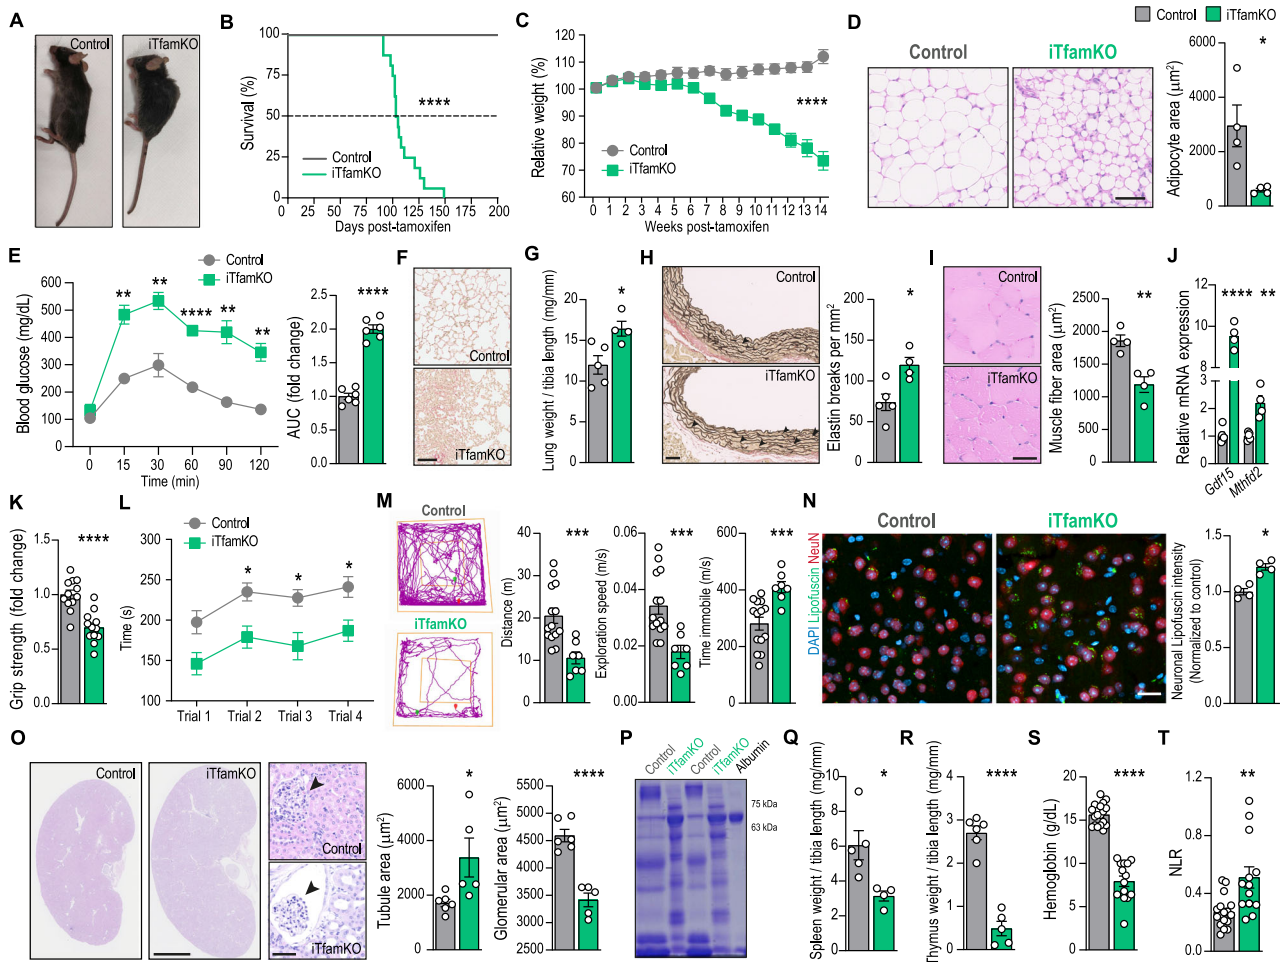 Control
iTfamKO
A
Control
iTfamKO
B
Survival (%)
100
75
50
25
0
****
Control
iTfamKO
0
50
100
150
200
Days post-tamoxifen
C
Relative weight (%)
120
110
100
90
80
70
60
****
Control
iTfamKO
0 1 2 3 4 5 6 7 8 9 10 11 12 13 14
Weeks post-tamoxifen
D
Control
iTfamKO
Adipocyte area (μm²)
6000
4000
2000
0
*
E
Control
iTfamKO
Blood glucose (mg/dL)
600
500
400
300
200
100
0
**
**
****
**
**
0 15 30 60 90 120
Time (min)
AUC (fold change)
2.5
2.0
1.5
1.0
0.5
0.0
****
F
Control
iTfamKO
G
Lung weight / tibia length (mg/mm)
20
15
10
5
0
*
H
Control
iTfamKO
Elastin breaks per mm²
150
125
100
75
50
25
0
*
I
Control
iTfamKO
Muscle fiber area (μm²)
3000
2500
2000
1500
1000
500
0
**
J
Relative mRNA expression
12
10
8
3
2
1
0
****
**
Gdf15
Mthfd2
K
Grip strength (fold change)
1.5
1.0
0.5
0.0
****
L
Control
iTfamKO
Time (s)
300
250
200
150
100
*
*
*
Trial 1 Trial 2 Trial 3 Trial 4
M
Control
iTfamKO
Distance (m)
40
30
20
10
0
***
Exploration speed (m/s)
0.06
0.04
0.02
0.00
***
Time immobile (m/s)
600
400
200
0
***
N
Control
iTfamKO
DAPI Lipofuscin NeuN
Neuronal Lipofuscin intensity
(Normalized to control)
1.5
1.0
0.5
0.0
*
O
Control
iTfamKO
Control
iTfamKO
Tubule area (μm²)
6000
4000
2000
0
*
Glomerular area (μm²)
5500
5000
4500
4000
3500
3000
2500
****
P
Control
iTfamKO
Control
iTfamKO
Albumin
75 kDa
63 kDa
Q
Spleen weight / tibia length (mg/mm)
10
8
6
4
2
0
*
R
Thymus weight / tibia length (mg/mm)
4
3
2
1
0
****
S
Hemoglobin (g/dL)
20
15
10
5
0
****
T
NLR
1.2
0.8
0.4
0.0
**